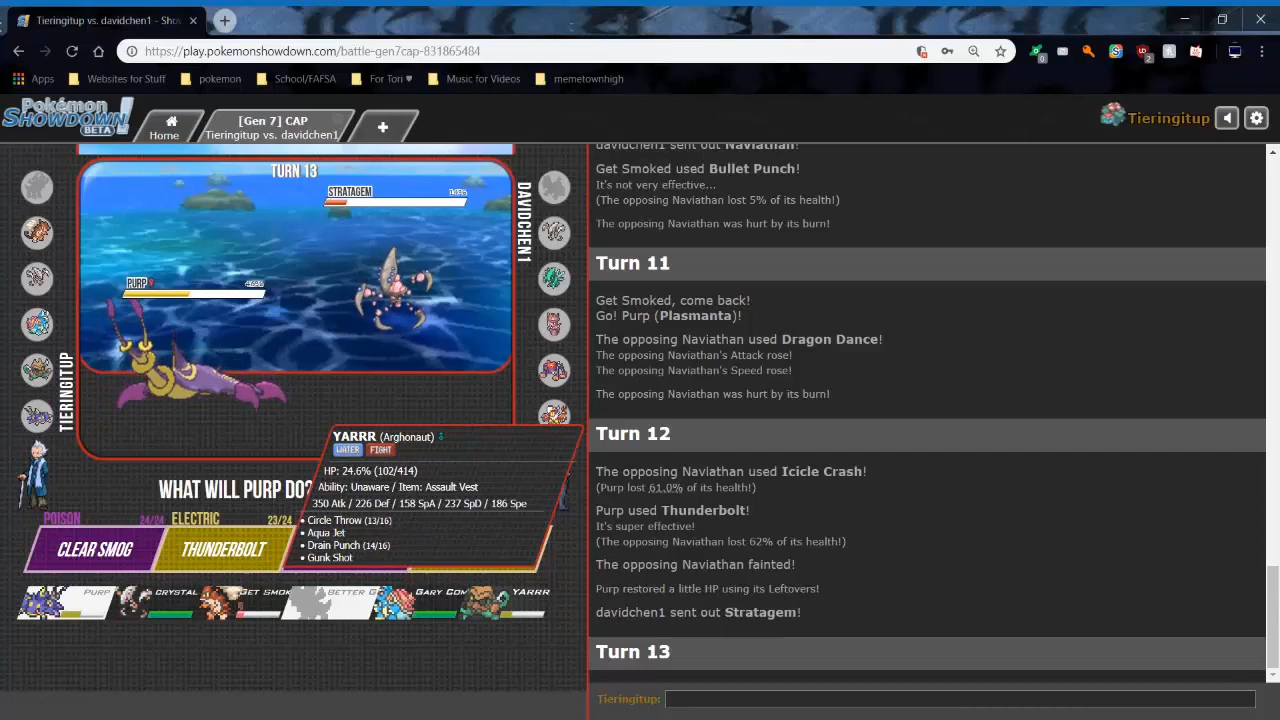 Tieringitup vs. davidchen1 - Sho
https://play.pokemonshowdown.com/battle-gen7cap-831865484
Apps
Websites for Stuff
pokemon
School/FAFSA
For Tori ♥
Music for Videos
memetownhigh
Pokémon
SHOWDOWN!
BETA
Home
[Gen 7] CAP
Tieringitup vs. davidchen1
Tieringitup
TURN 13
STRATAGEM
PURP
TIERINGITUP
DAVIDCHEN1
YARRR (Arghonaut)
WATER FIGHT
HP: 24.6% (102/414)
Ability: Unaware / Item: Assault Vest
350 Atk / 226 Def / 158 SpA / 237 SpD / 186 Spe
• Circle Throw (13/16)
• Aqua Jet
• Drain Punch (14/16)
• Gunk Shot
WHAT WILL PURP DO?
POISON 24/24
ELECTRIC 23/24
CLEAR SMOG
THUNDERBOLT
PURP
CRYSTAL
GET SMOK
BETTER G
GARY COM
YARRR
davidchen1 sent out Naviathan!
Get Smoked used Bullet Punch!
It's not very effective...
(The opposing Naviathan lost 5% of its health!)
The opposing Naviathan was hurt by its burn!
Turn 11
Get Smoked, come back!
Go! Purp (Plasmanta)!
The opposing Naviathan used Dragon Dance!
The opposing Naviathan's Attack rose!
The opposing Naviathan's Speed rose!
The opposing Naviathan was hurt by its burn!
Turn 12
The opposing Naviathan used Icicle Crash!
(Purp lost 61.0% of its health!)
Purp used Thunderbolt!
It's super effective!
(The opposing Naviathan lost 62% of its health!)
The opposing Naviathan fainted!
Purp restored a little HP using its Leftovers!
davidchen1 sent out Stratagem!
Turn 13
Tieringitup: